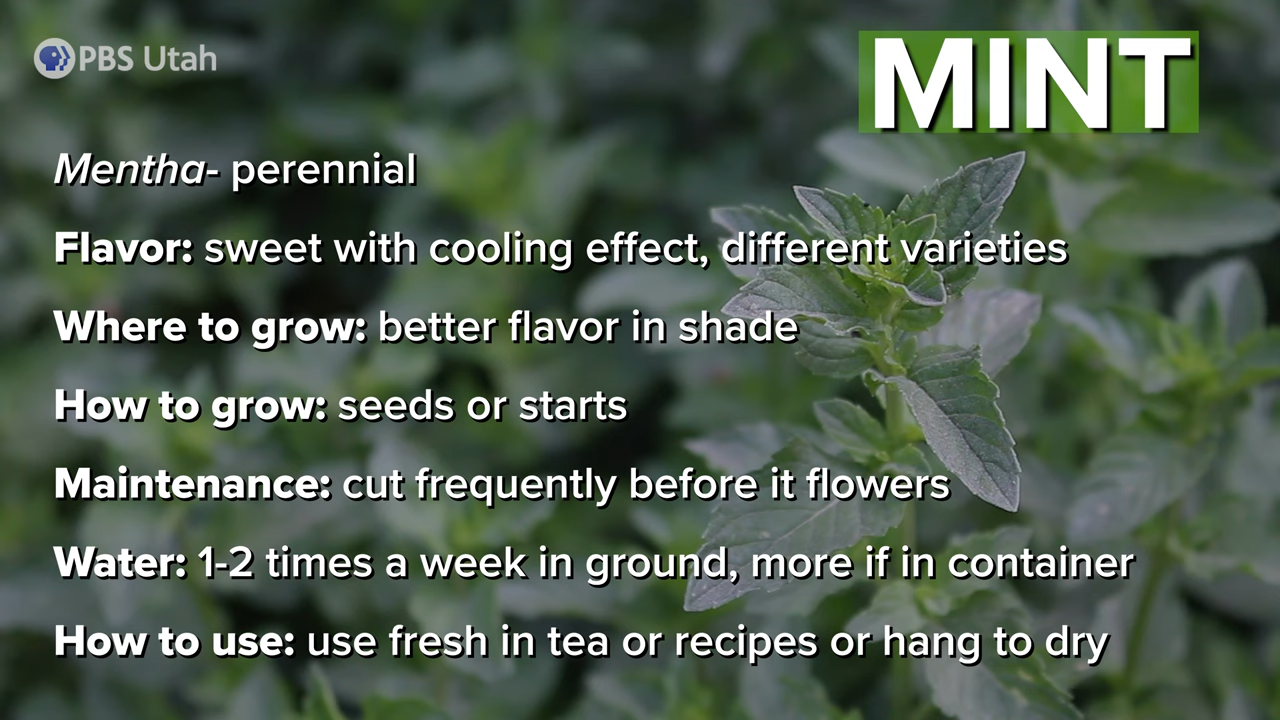 PBS Utah
MINT
Mentha- perennial
Flavor: sweet with cooling effect, different varieties
Where to grow: better flavor in shade
How to grow: seeds or starts
Maintenance: cut frequently before it flowers
Water: 1-2 times a week in ground, more if in container
How to use: use fresh in tea or recipes or hang to dry